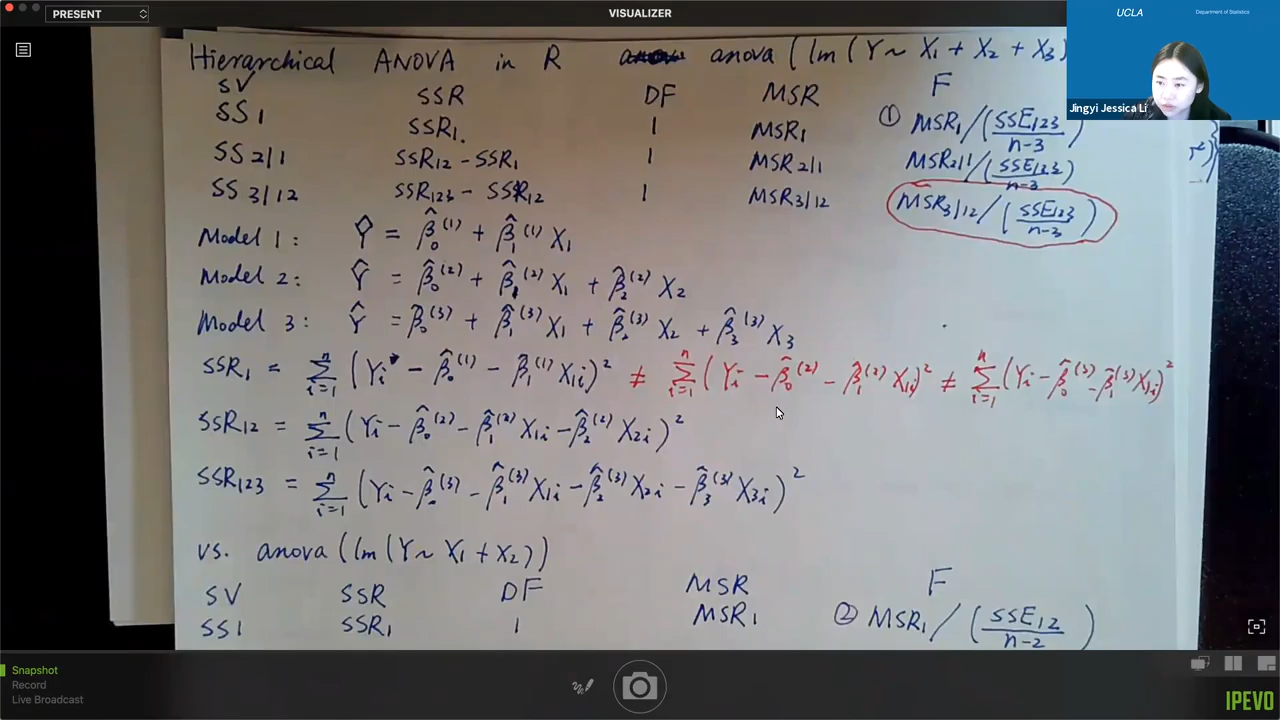 PRESENT
VISUALIZER
UCLA
Department of Statistics
Jingyi Jessica Li
Hierarchical ANOVA in R anova (lm (Y ~ X₁ + X₂ + X₃)
SV SSR DF MSR F
SS1 SSR₁. 1 MSR₁ ① MSR₁/(SSE₁₂₃/n-3)
SS2/1 SSR₁₂ - SSR₁ 1 MSR2/1 MSR2/1/(SSE₁₂₃/n-3)
SS3/12 SSR₁₂₃ - SSR₁₂ 1 MSR3/12 MSR3/12/(SSE₁₂₃/n-3)
Model 1: Ŷ = β̂₀⁽¹⁾ + β̂₁⁽¹⁾ X₁
Model 2: Ŷ = β̂₀⁽²⁾ + β̂₁⁽²⁾ X₁ + β̂₂⁽²⁾ X₂
Model 3: Ŷ = β̂₀⁽³⁾ + β̂₁⁽³⁾ X₁ + β̂₂⁽³⁾ X₂ + β̂₃⁽³⁾ X₃
SSR₁ = Σᵢ₌₁ⁿ (Yᵢ - β̂₀⁽¹⁾ - β̂₁⁽¹⁾ X₁ᵢ)² ≠ Σᵢ₌₁ⁿ (Yᵢ - β̂₀⁽²⁾ - β̂₁⁽²⁾ X₁ᵢ)² ≠ Σᵢ₌₁ⁿ (Yᵢ - β̂₀⁽³⁾ - β̂₁⁽³⁾ X₁ᵢ)²
SSR₁₂ = Σᵢ₌₁ⁿ (Yᵢ - β̂₀⁽²⁾ - β̂₁⁽²⁾ X₁ᵢ - β̂₂⁽²⁾ X₂ᵢ)²
SSR₁₂₃ = Σᵢ₌₁ⁿ (Yᵢ - β̂₀⁽³⁾ - β̂₁⁽³⁾ X₁ᵢ - β̂₂⁽³⁾ X₂ᵢ - β̂₃⁽³⁾ X₃ᵢ)²
vs. anova (lm (Y ~ X₁ + X₂))
SV SSR DF MSR F
SS1 SSR₁ 1 MSR₁ ② MSR₁/(SSE₁₂/n-2)
Snapshot
Record
Live Broadcast
IPEVO